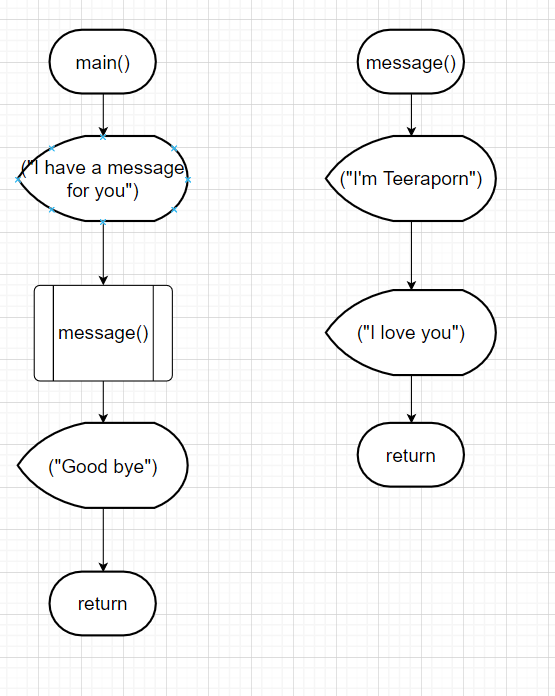 main()
("I have a message
for you")
message()
("Good bye")
return
message()
("I'm Teeraporn")
("I love you")
return